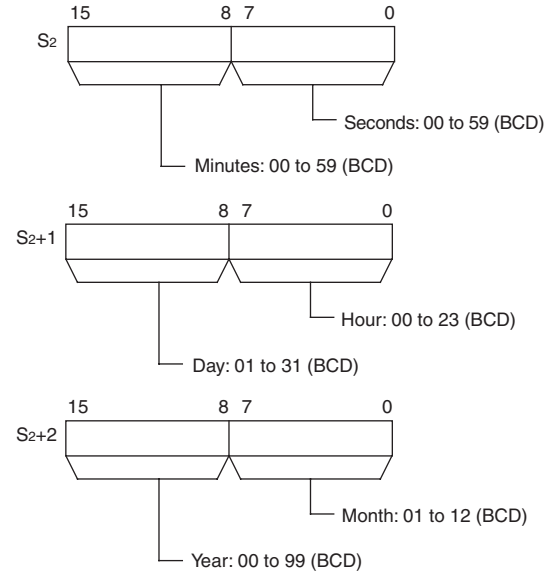 15 8 7 0
S2
Seconds: 00 to 59 (BCD)
Minutes: 00 to 59 (BCD)
15 8 7 0
S2+1
Hour: 00 to 23 (BCD)
Day: 01 to 31 (BCD)
15 8 7 0
S2+2
Month: 01 to 12 (BCD)
Year: 00 to 99 (BCD)